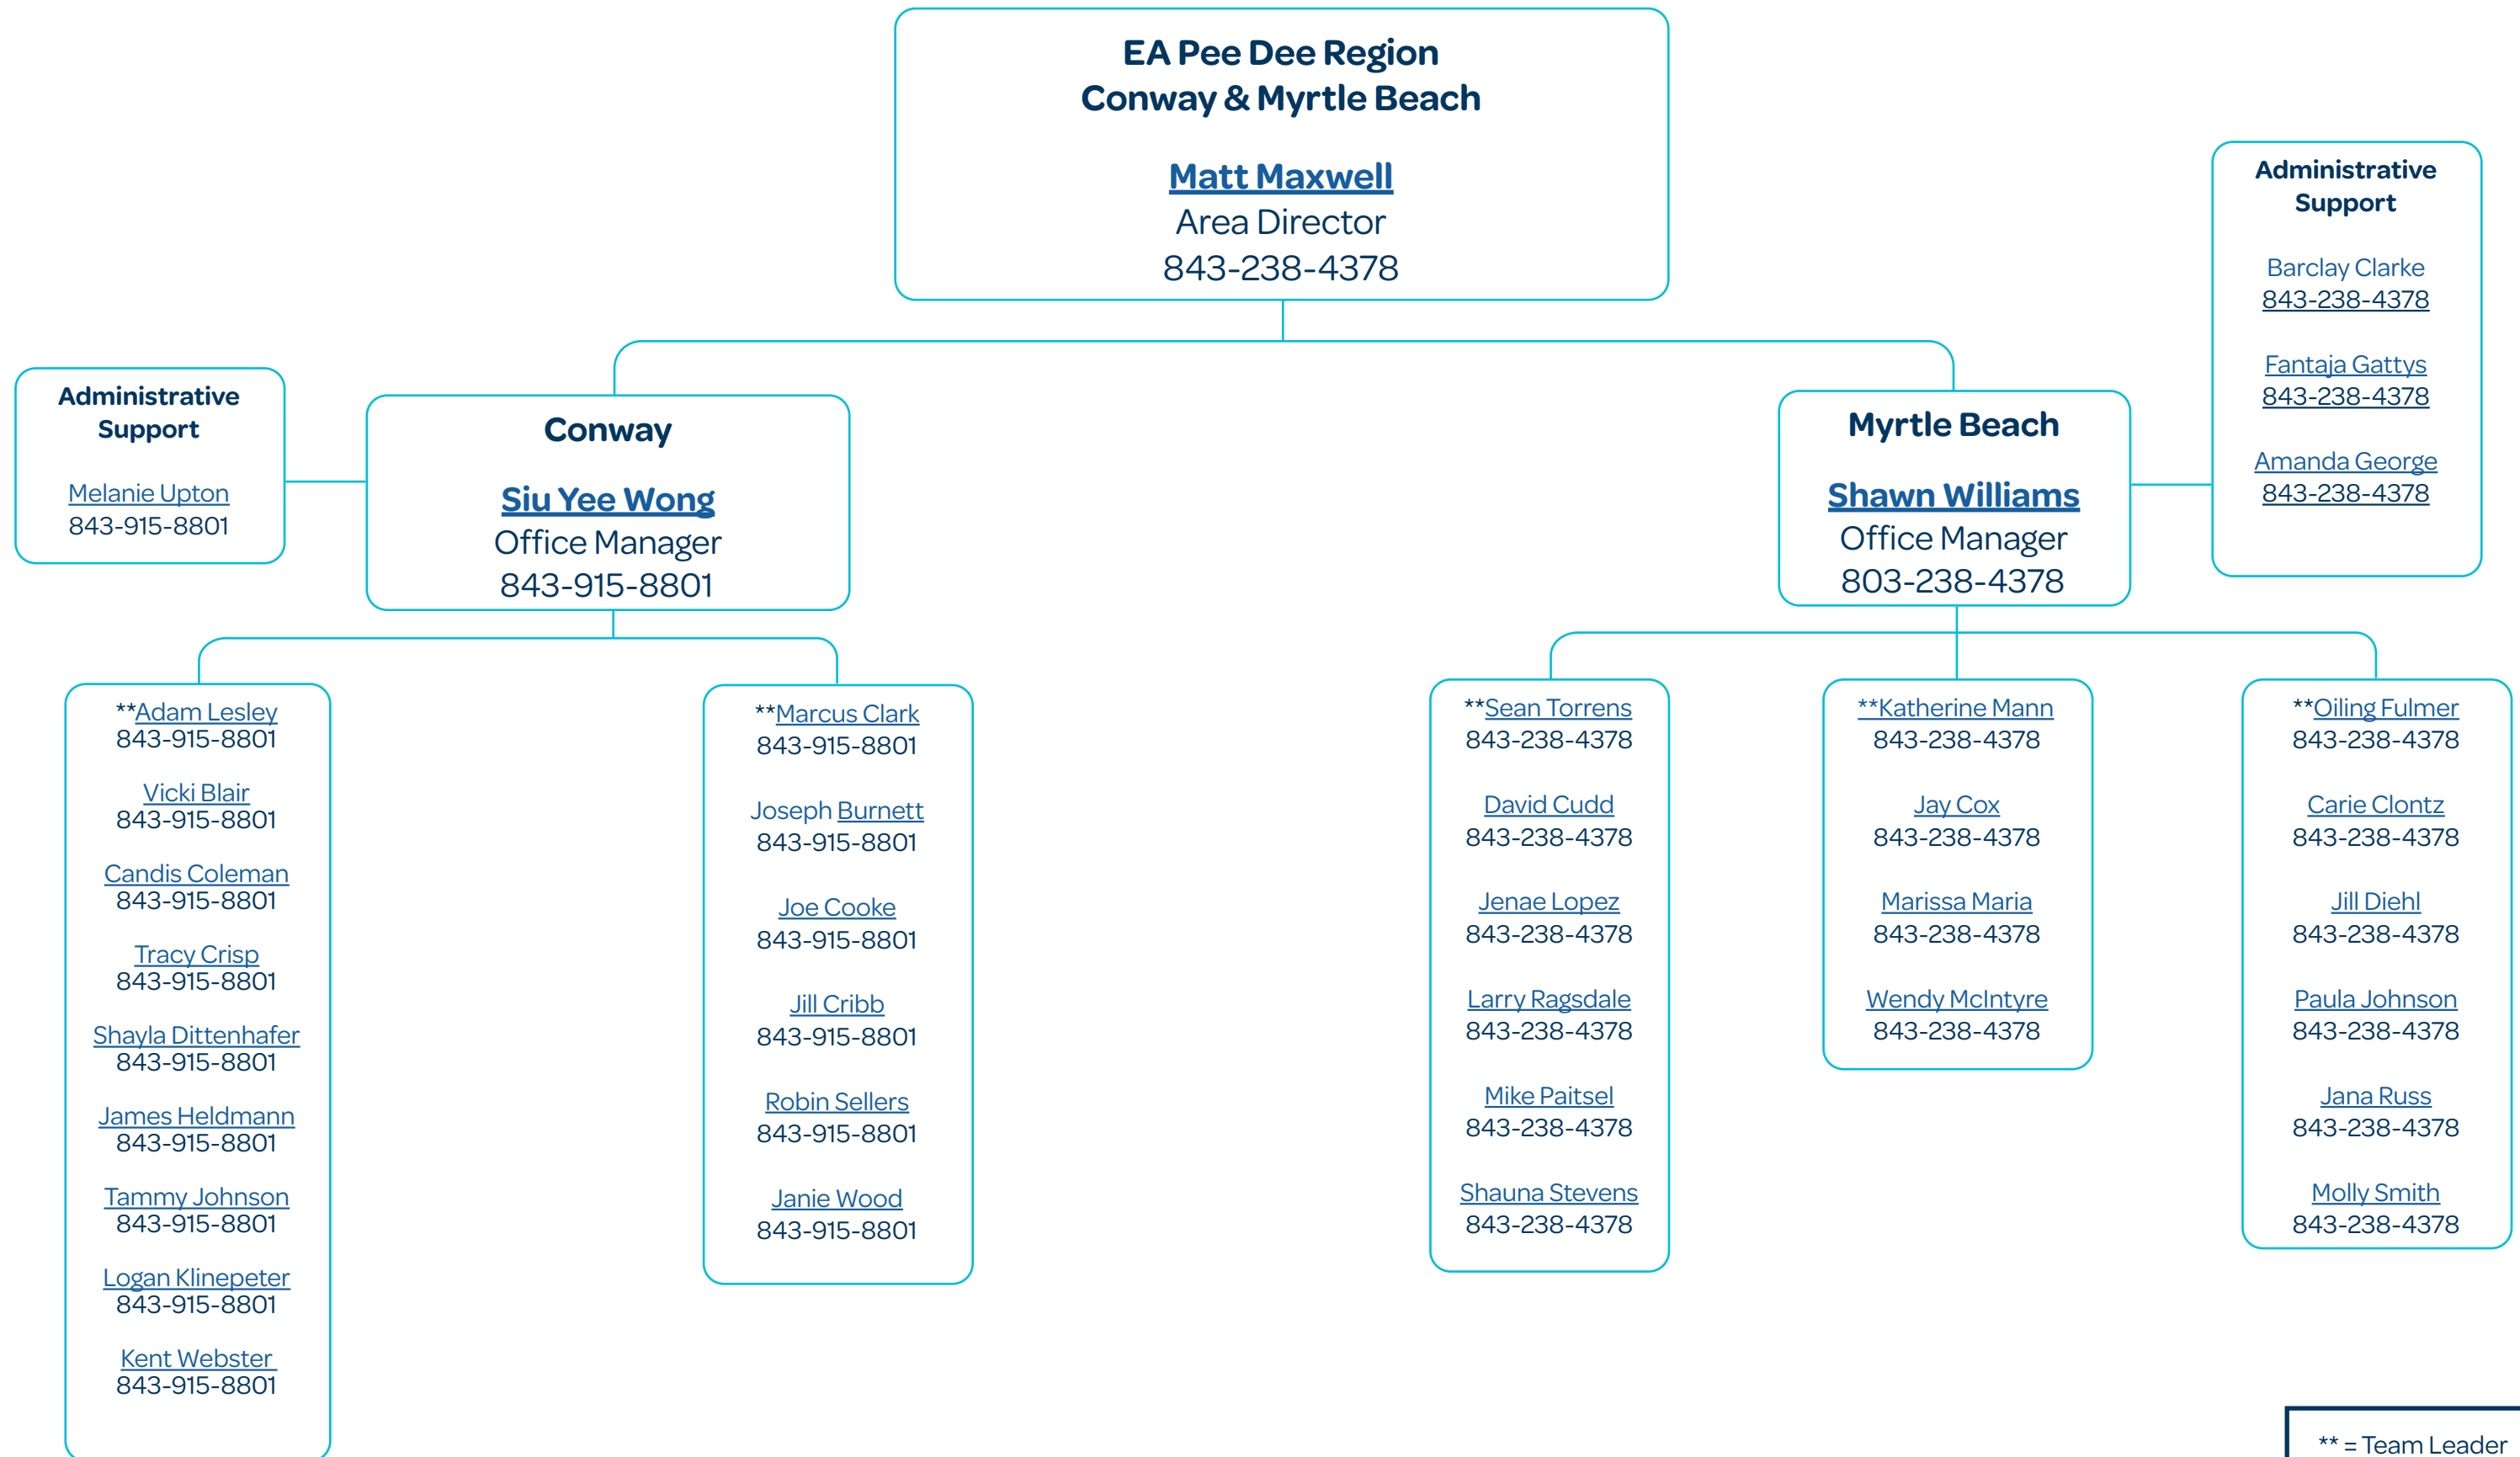 EA Pee Dee Region
Conway & Myrtle Beach
Matt Maxwell
Area Director
843-238-4378
Administrative
Support
Barclay Clarke
843-238-4378
Fantaja Gattys
843-238-4378
Amanda George
843-238-4378
Administrative
Support
Melanie Upton
843-915-8801
Conway
Siu Yee Wong
Office Manager
843-915-8801
Myrtle Beach
Shawn Williams
Office Manager
803-238-4378
**Adam Lesley
843-915-8801
Vicki Blair
843-915-8801
Candis Coleman
843-915-8801
Tracy Crisp
843-915-8801
Shayla Dittenhafer
843-915-8801
James Heldmann
843-915-8801
Tammy Johnson
843-915-8801
Logan Klinepeter
843-915-8801
Kent Webster
843-915-8801
**Marcus Clark
843-915-8801
Joseph Burnett
843-915-8801
Joe Cooke
843-915-8801
Jill Cribb
843-915-8801
Robin Sellers
843-915-8801
Janie Wood
843-915-8801
**Sean Torrens
843-238-4378
David Cudd
843-238-4378
Jenae Lopez
843-238-4378
Larry Ragsdale
843-238-4378
Mike Paitsel
843-238-4378
Shauna Stevens
843-238-4378
**Katherine Mann
843-238-4378
Jay Cox
843-238-4378
Marissa Maria
843-238-4378
Wendy McIntyre
843-238-4378
**Oiling Fulmer
843-238-4378
Carie Clontz
843-238-4378
Jill Diehl
843-238-4378
Paula Johnson
843-238-4378
Jana Russ
843-238-4378
Molly Smith
843-238-4378
** = Team Leader